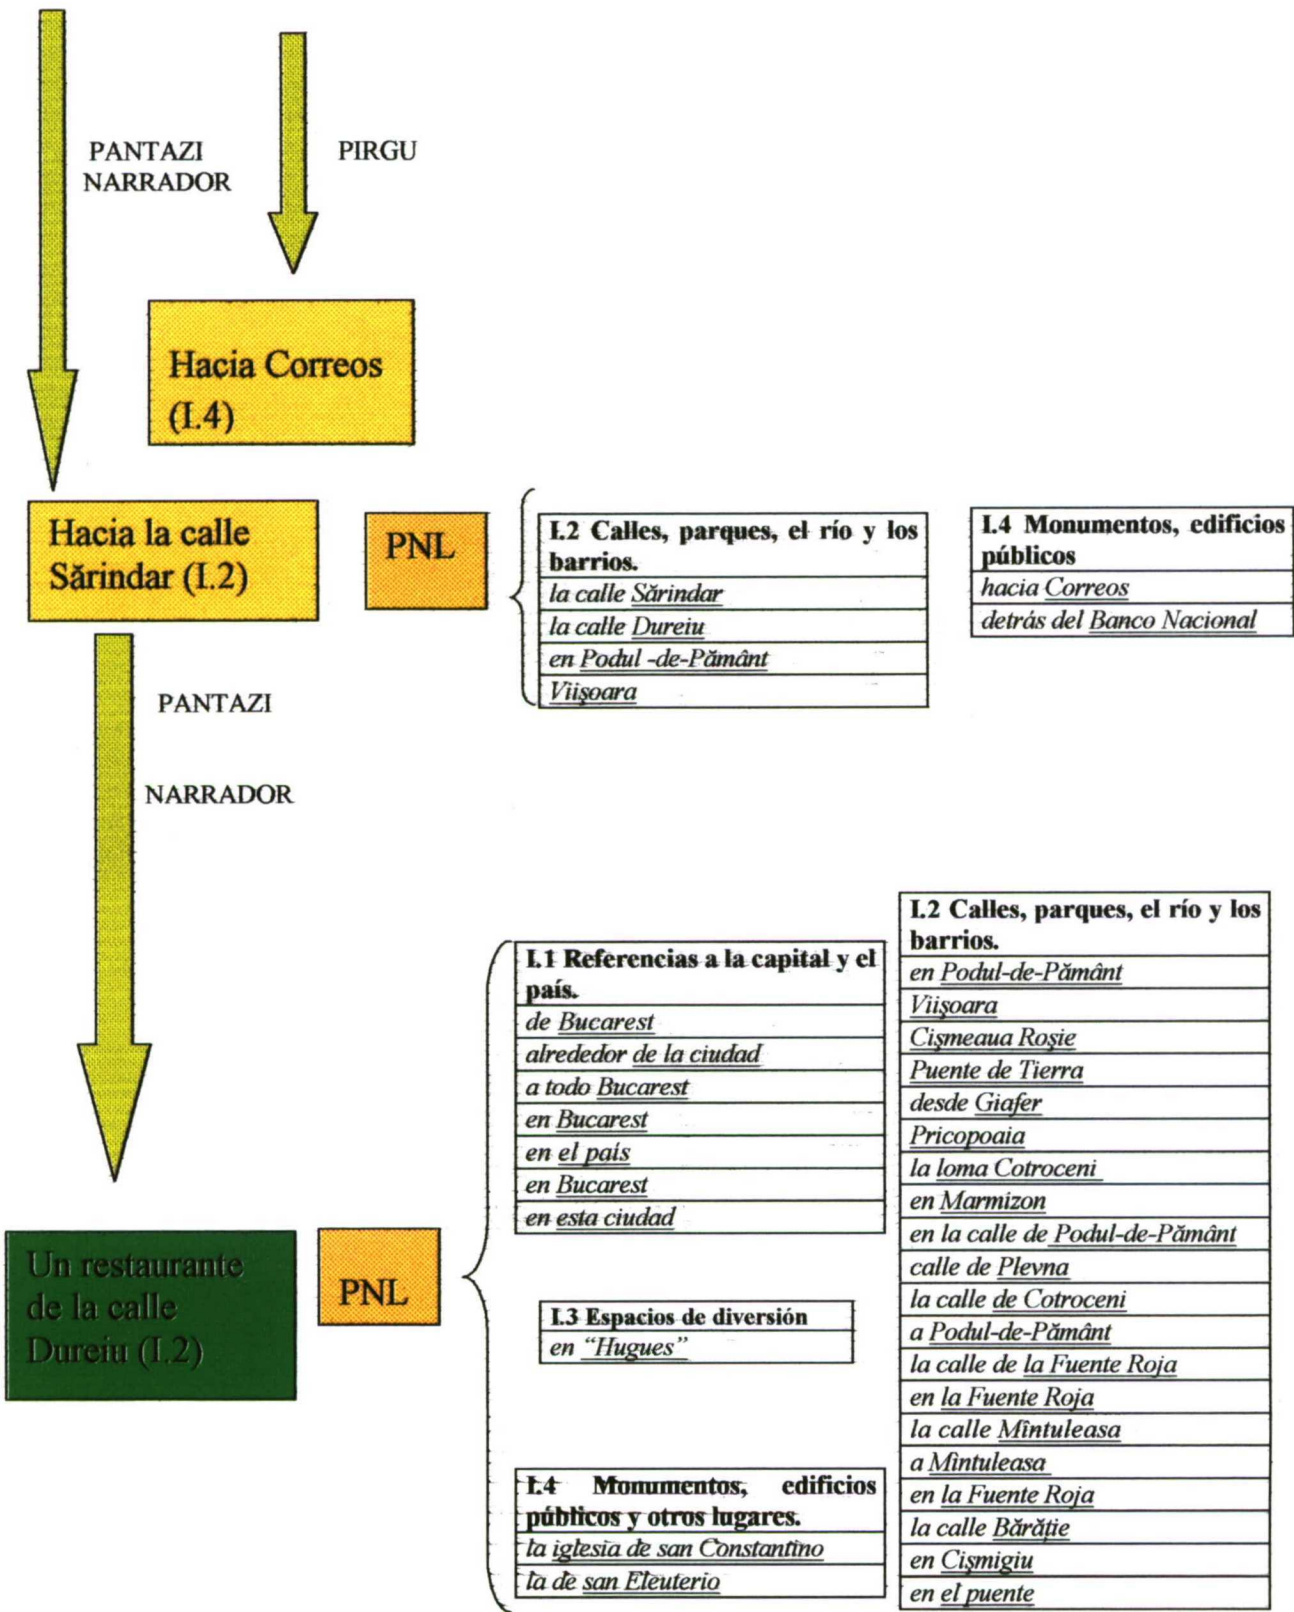 PANTAZI
NARRADOR
PIRGU
Hacia Correos
(I.4)
Hacia la calle
Sărindar (I.2)
PNL
I.2 Calles, parques, el río y los
barrios.
la calle Sărindar
la calle Dureiu
en Podul -de-Pământ
Viişoara
I.4 Monumentos, edificios
públicos
hacia Correos
detrás del Banco Nacional
PANTAZI
NARRADOR
Un restaurante
de la calle
Dureiu (I.2)
PNL
I.1 Referencias a la capital y el
país.
de Bucarest
alrededor de la ciudad
a todo Bucarest
en Bucarest
en el país
en Bucarest
en esta ciudad
I.3 Espacios de diversión
en “Hugues”
I.4 Monumentos, edificios
públicos y otros lugares.
la iglesia de san Constantino
la de san Eleuterio
I.2 Calles, parques, el río y los
barrios.
en Podul-de-Pământ
Viişoara
Cişmeaua Roşie
Puente de Tierra
desde Giafer
Pricopoaia
la loma Cotroceni
en Marmizon
en la calle de Podul-de-Pământ
calle de Plevna
la calle de Cotroceni
a Podul-de-Pământ
la calle de la Fuente Roja
en la Fuente Roja
la calle Mîntuleasa
a Mîntuleasa
en la Fuente Roja
la calle Bărăţie
en Cişmigiu
en el puente